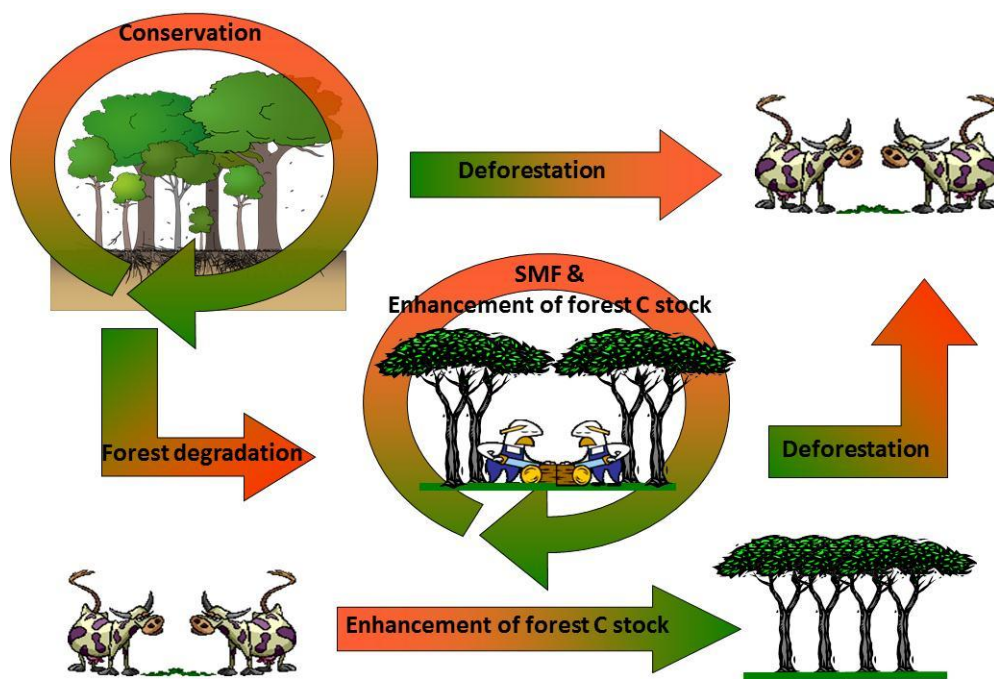 Conservation
Deforestation
SMF &
Enhancement of forest C stock
Forest degradation
Deforestation
Enhancement of forest C stock